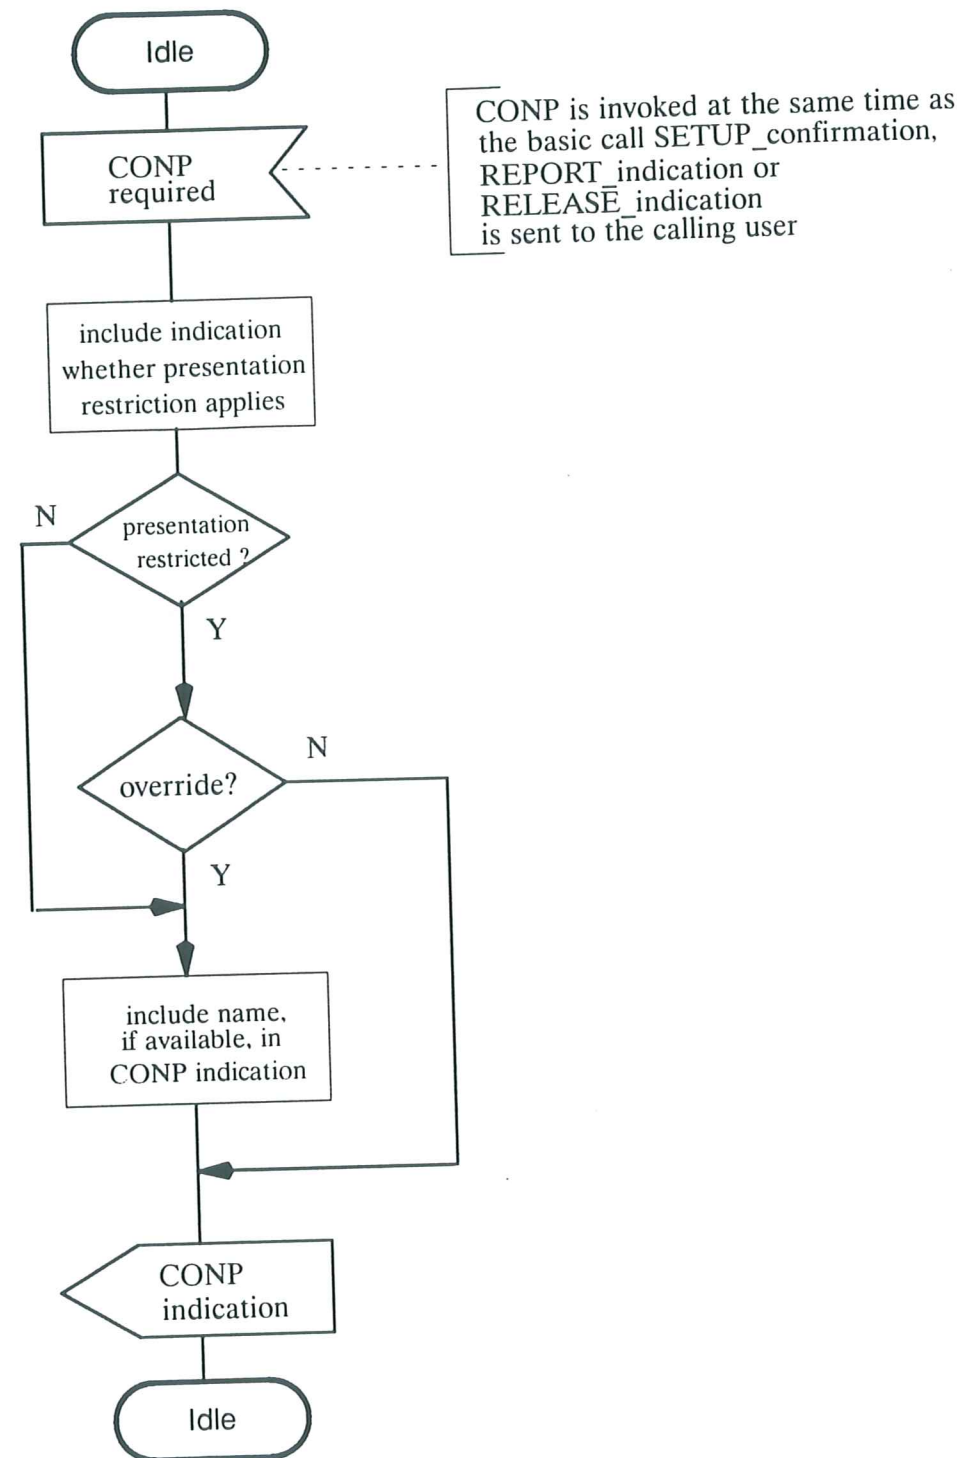 Idle
CONP
required
CONP is invoked at the same time as
the basic call SETUP_confirmation,
REPORT_indication or
RELEASE_indication
is sent to the calling user
include indication
whether presentation
restriction applies
N
presentation
restricted ?
Y
N
override?
Y
include name,
if available, in
CONP indication
CONP
indication
Idle